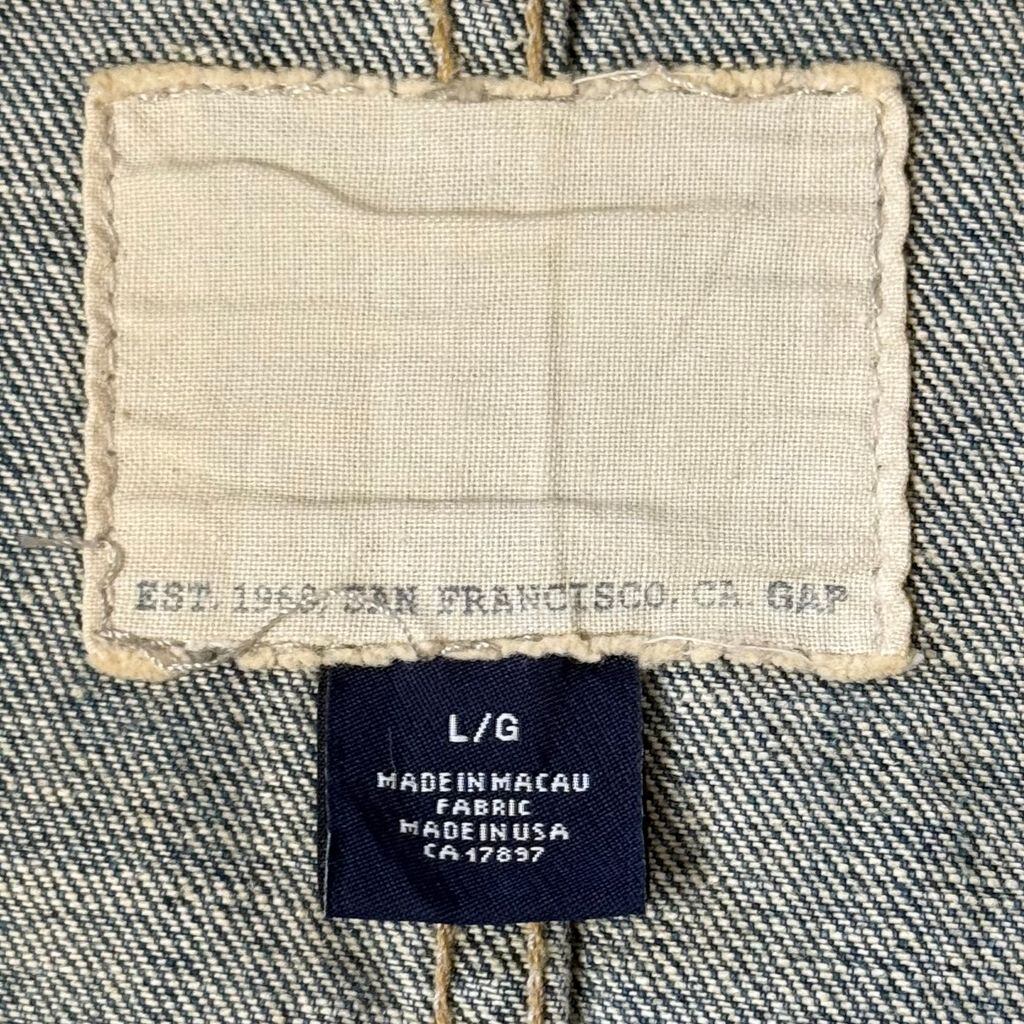 EST. 1969, SAN FRANCISCO, CA. GAP
L/G
MADE IN MACAU
FABRIC
MADE IN USA
CA 17897